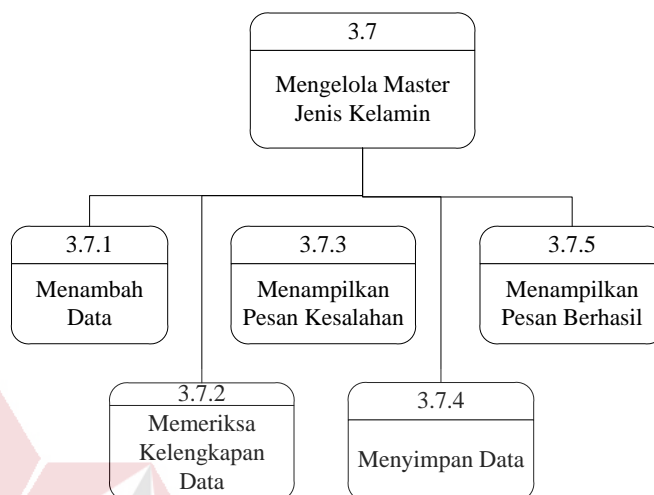 3.7
Mengelola Master
Jenis Kelamin
3.7.1
Menambah
Data
3.7.3
Menampilkan
Pesan Kesalahan
3.7.5
Menampilkan
Pesan Berhasil
3.7.2
Memeriksa
Kelengkapan
Data
3.7.4
Menyimpan Data